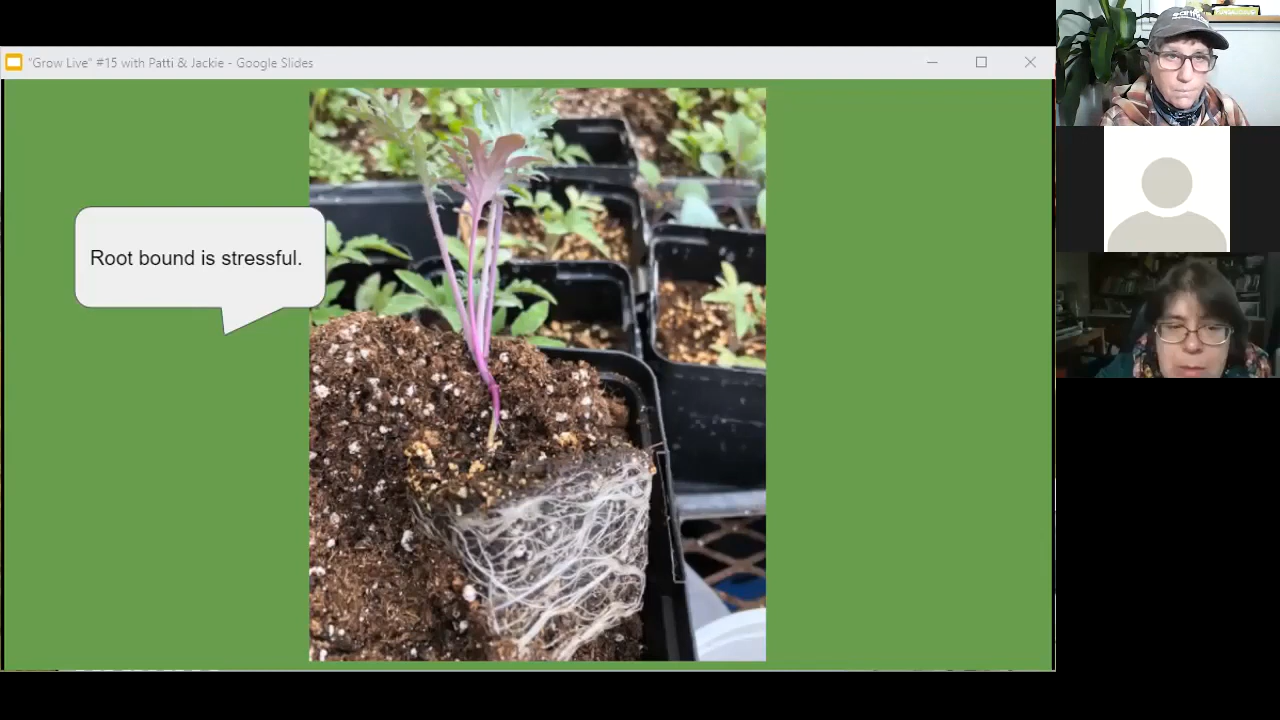 "Grow Live" #15 with Patti & Jackie - Google Slides
Root bound is stressful.